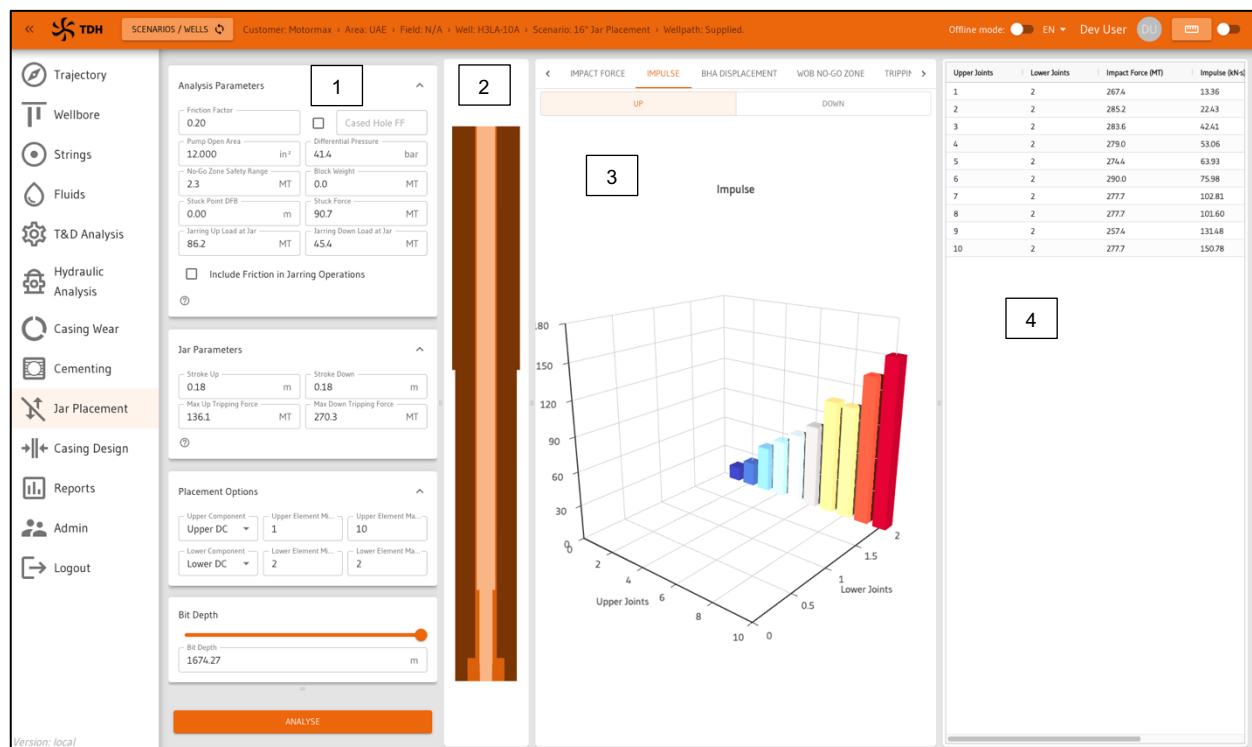 « TDH SCENARIOS / WELLS Customer: Motormax › Area: UAE › Field: N/A › Well: H3LA-10A › Scenario: 16" Jar Placement › Wellpath: Supplied. Offline mode: EN Dev User DU
Trajectory
Wellbore
Strings
Fluids
T&D Analysis
Hydraulic
Analysis
Casing Wear
Cementing
Jar Placement
Casing Design
Reports
Admin
Logout
Version: local
1
Analysis Parameters
Friction Factor
0.20 Cased Hole FF
Pump Open Area Differential Pressure
12.000 in² 41.4 bar
No-Go Zone Safety Range Block Weight
2.3 MT 0.0 MT
Stuck Point DFB Stuck Force
0.00 m 90.7 MT
Jarring Up Load at Jar Jarring Down Load at Jar
86.2 MT 45.4 MT
Include Friction in Jarring Operations
Jar Parameters
Stroke Up Stroke Down
0.18 m 0.18 m
Max Up Tripping Force Max Down Tripping Force
136.1 MT 270.3 MT
Placement Options
Upper Component Upper Element Mi... Upper Element Ma...
Upper DC 1 10
Lower Component Lower Element Mi... Lower Element Ma...
Lower DC 2 2
Bit Depth
Bit Depth
1674.27 m
ANALYSE
2
IMPACT FORCE IMPULSE BHA DISPLACEMENT WOB NO-GO ZONE TRIPPIN
UP DOWN
3
Impulse
180
150
120
90
60
30
0
0
2
4
6
8
10
Upper Joints
0
0.5
1
1.5
2
Lower Joints
Upper Joints Lower Joints Impact Force (MT) Impulse (kN·s)
1 2 267.4 13.36
2 2 285.2 22.43
3 2 283.6 42.41
4 2 279.0 53.06
5 2 274.4 63.93
6 2 290.0 75.98
7 2 277.7 102.81
8 2 277.7 101.60
9 2 257.4 131.48
10 2 277.7 150.78
4